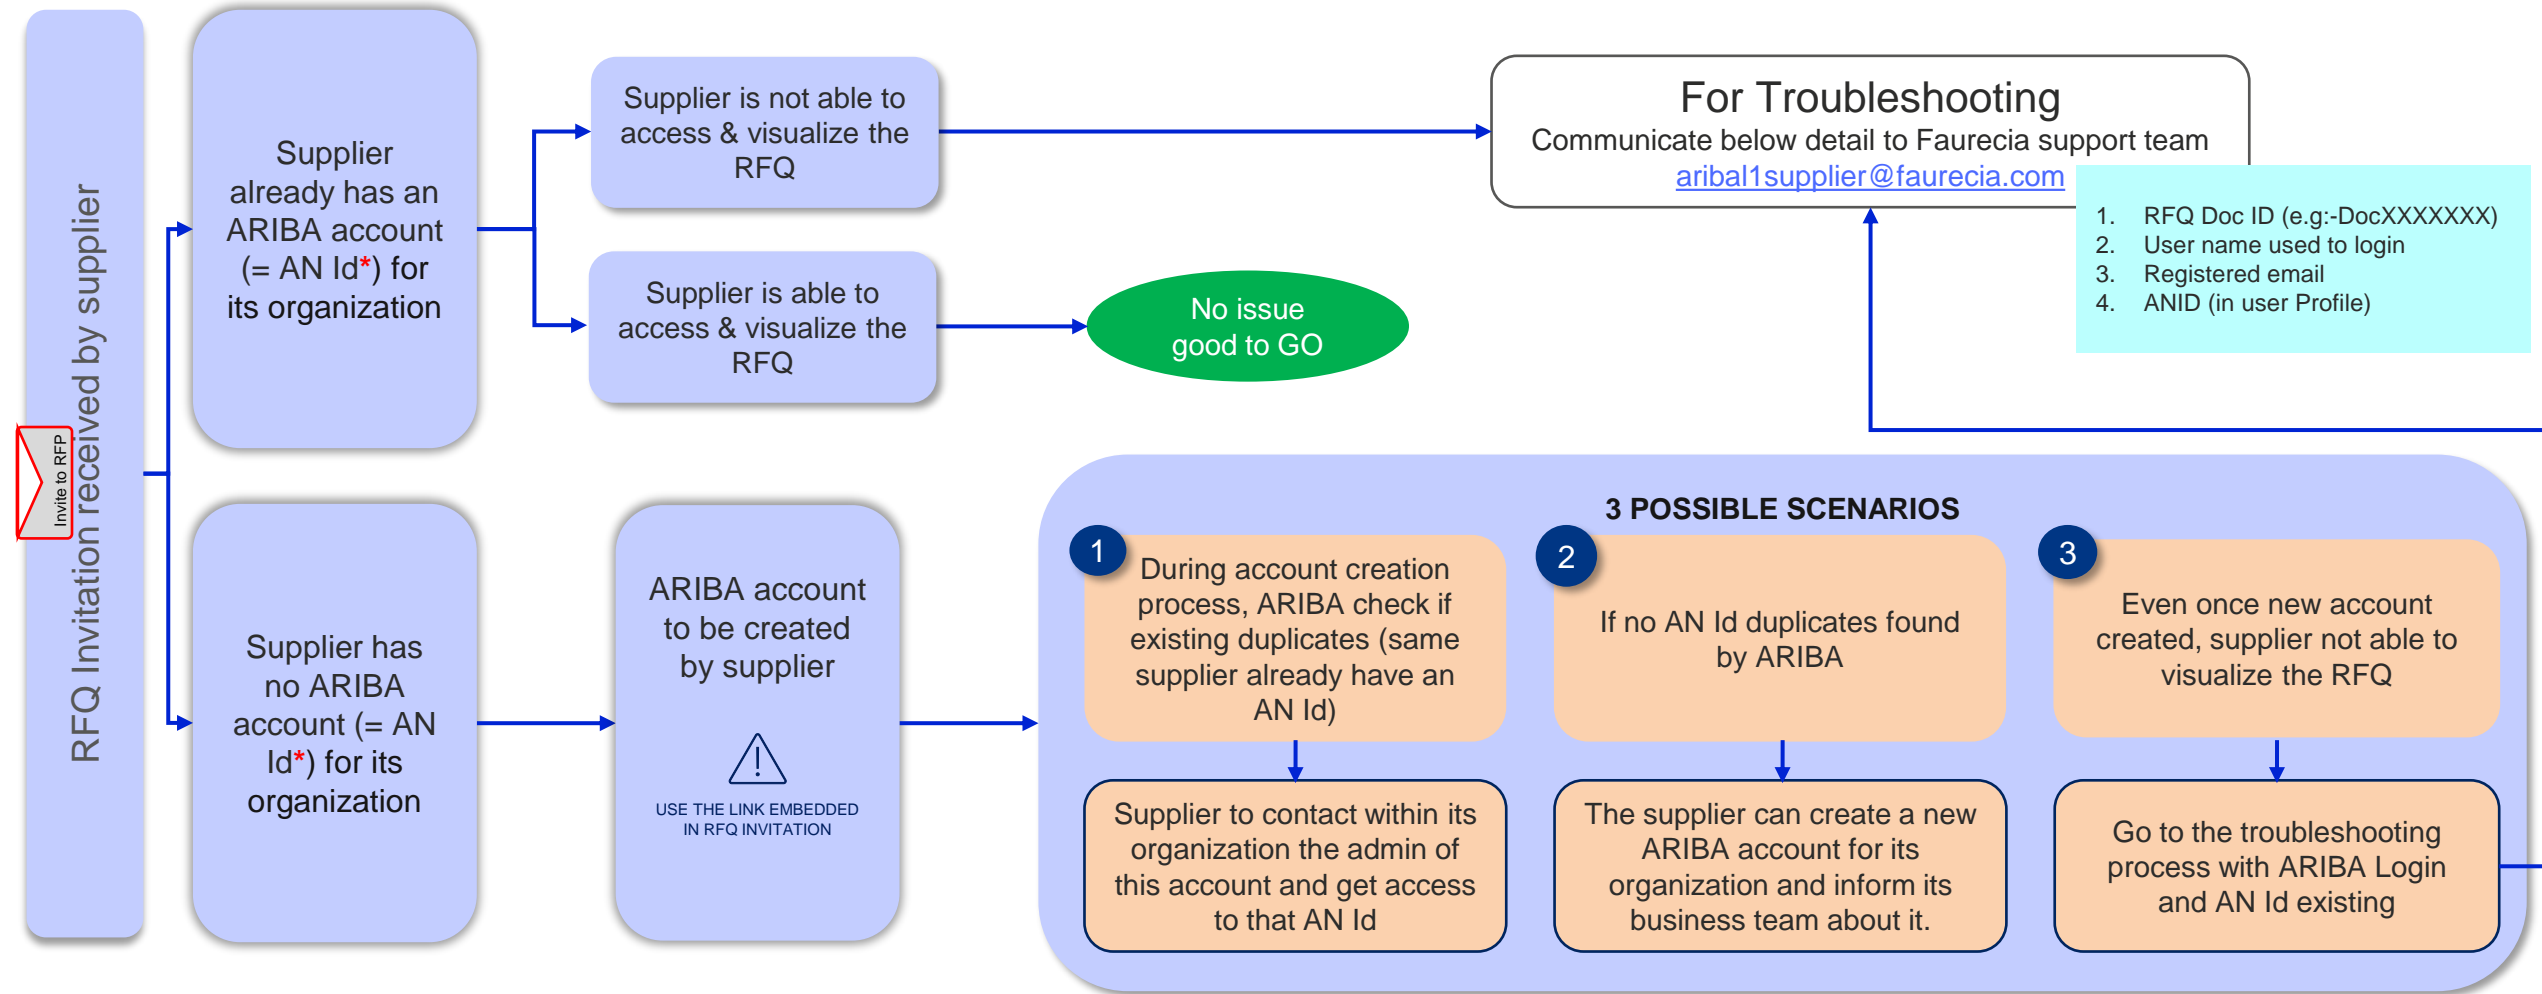 RFQ Invitation received by supplier
Invite to RFP
Supplier
already has an
ARIBA account
(= AN Id*) for
its organization
Supplier is not able to
access & visualize the
RFQ
Supplier is able to
access & visualize the
RFQ
No issue
good to GO
For Troubleshooting
Communicate below detail to Faurecia support team
aribal1supplier@faurecia.com
1. RFQ Doc ID (e.g:-DocXXXXXXX)
2. User name used to login
3. Registered email
4. ANID (in user Profile)
Supplier has
no ARIBA
account (= AN
Id*) for its
organization
ARIBA account
to be created
by supplier
USE THE LINK EMBEDDED
IN RFQ INVITATION
3 POSSIBLE SCENARIOS
1
During account creation
process, ARIBA check if
existing duplicates (same
supplier already have an
AN Id)
Supplier to contact within its
organization the admin of
this account and get access
to that AN Id
2
If no AN Id duplicates found
by ARIBA
The supplier can create a new
ARIBA account for its
organization and inform its
business team about it.
3
Even once new account
created, supplier not able to
visualize the RFQ
Go to the troubleshooting
process with ARIBA Login
and AN Id existing